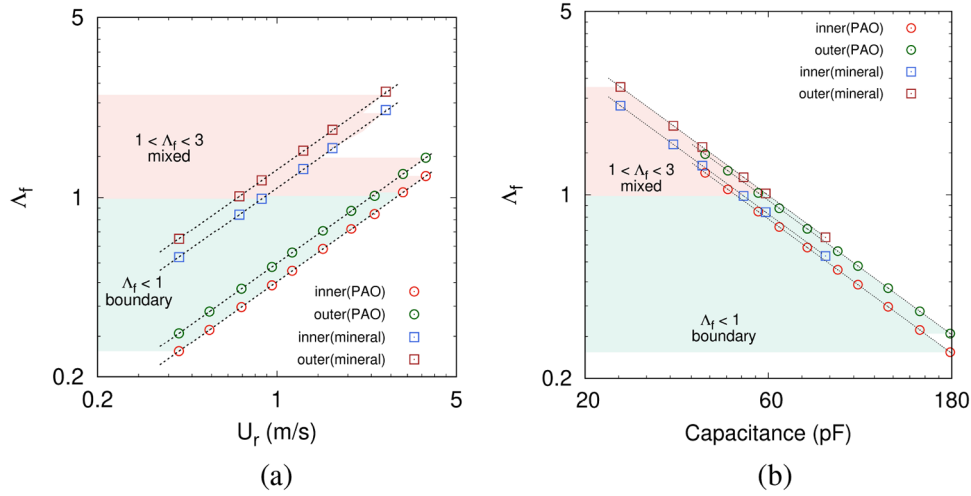 5
1
0.2
Λf
1 < Λf < 3
mixed
Λf < 1
boundary
inner(PAO)
outer(PAO)
inner(mineral)
outer(mineral)
0.2
1
5
Ur (m/s)
(a)
5
1
0.2
Λf
inner(PAO)
outer(PAO)
inner(mineral)
outer(mineral)
1 < Λf < 3
mixed
Λf < 1
boundary
20
60
180
Capacitance (pF)
(b)